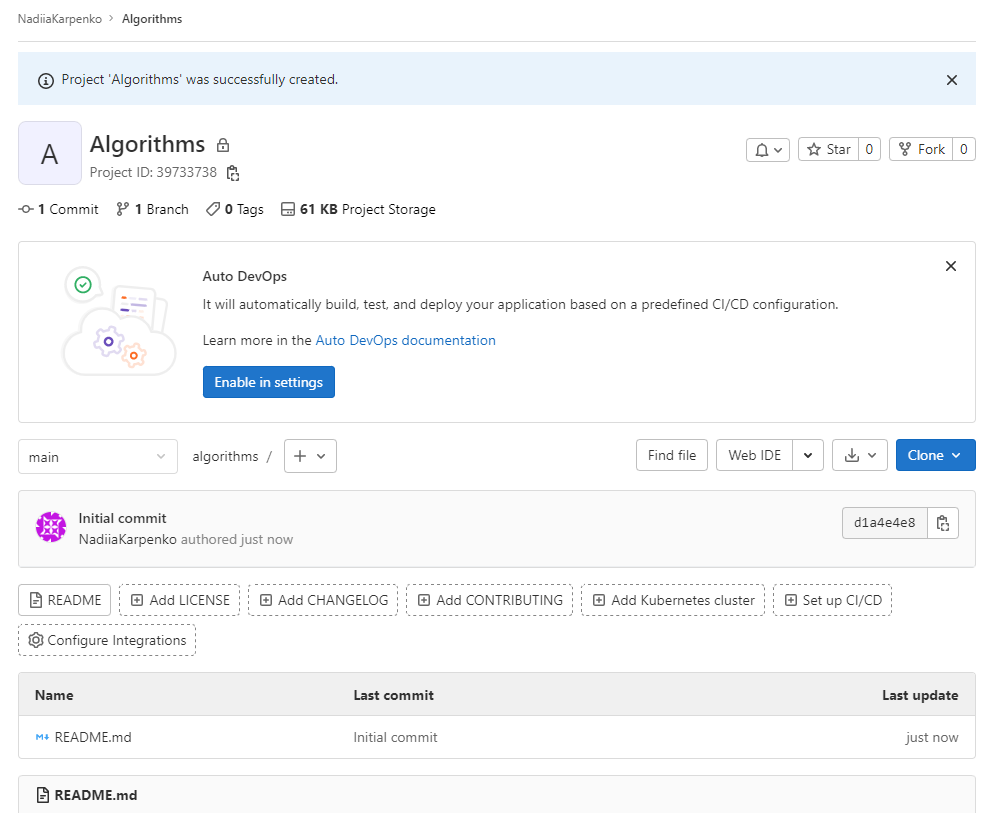 NadiiaKarpenko > Algorithms
Project 'Algorithms' was successfully created.
A
Algorithms
Project ID: 39733738
Star 0
Fork 0
1 Commit 1 Branch 0 Tags 61 KB Project Storage
Auto DevOps
It will automatically build, test, and deploy your application based on a predefined CI/CD configuration.
Learn more in the Auto DevOps documentation
Enable in settings
main algorithms / + Find file Web IDE Clone
Initial commit
NadiiaKarpenko authored just now
d1a4e4e8
README Add LICENSE Add CHANGELOG Add CONTRIBUTING Add Kubernetes cluster Set up CI/CD
Configure Integrations
Name Last commit Last update
M↓ README.md Initial commit just now
README.md